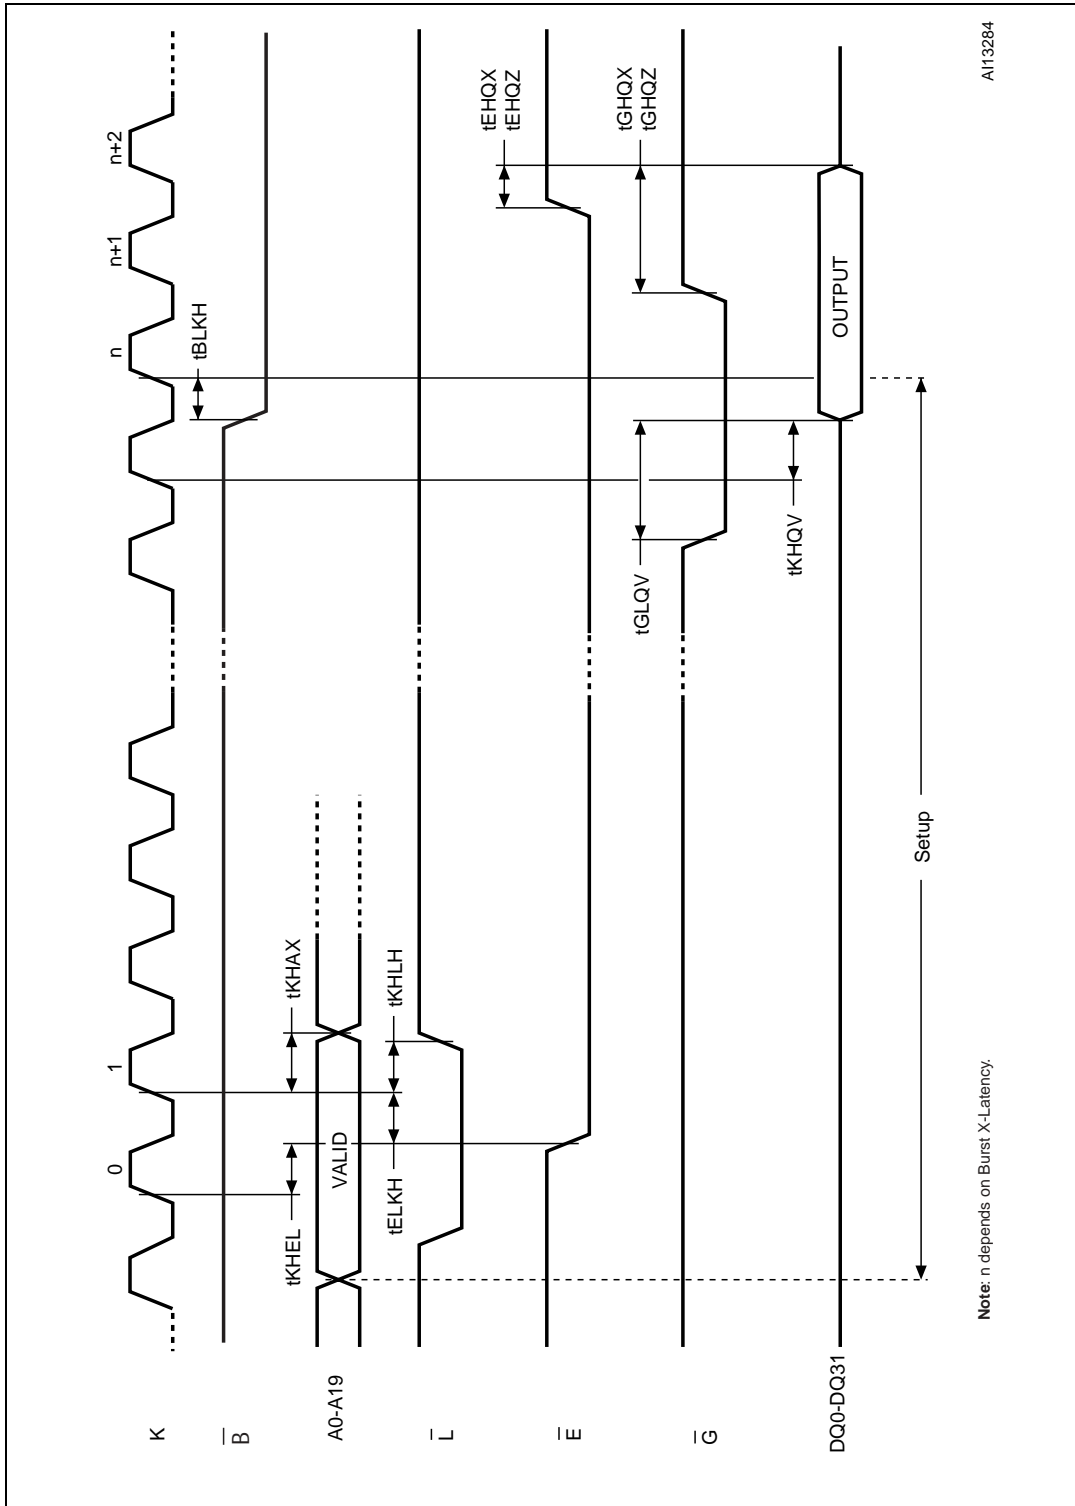 K
0
1
n
n+1
n+2
B
tBLKH
A0-A19
VALID
tKHEL
tKHAX
L
tELKH
tKHLH
E
tEHQX
tEHQZ
G
tGLQV
tGHQX
tGHQZ
tKHQV
DQ0-DQ31
OUTPUT
Setup
Note: n depends on Burst X-Latency.
AI13284